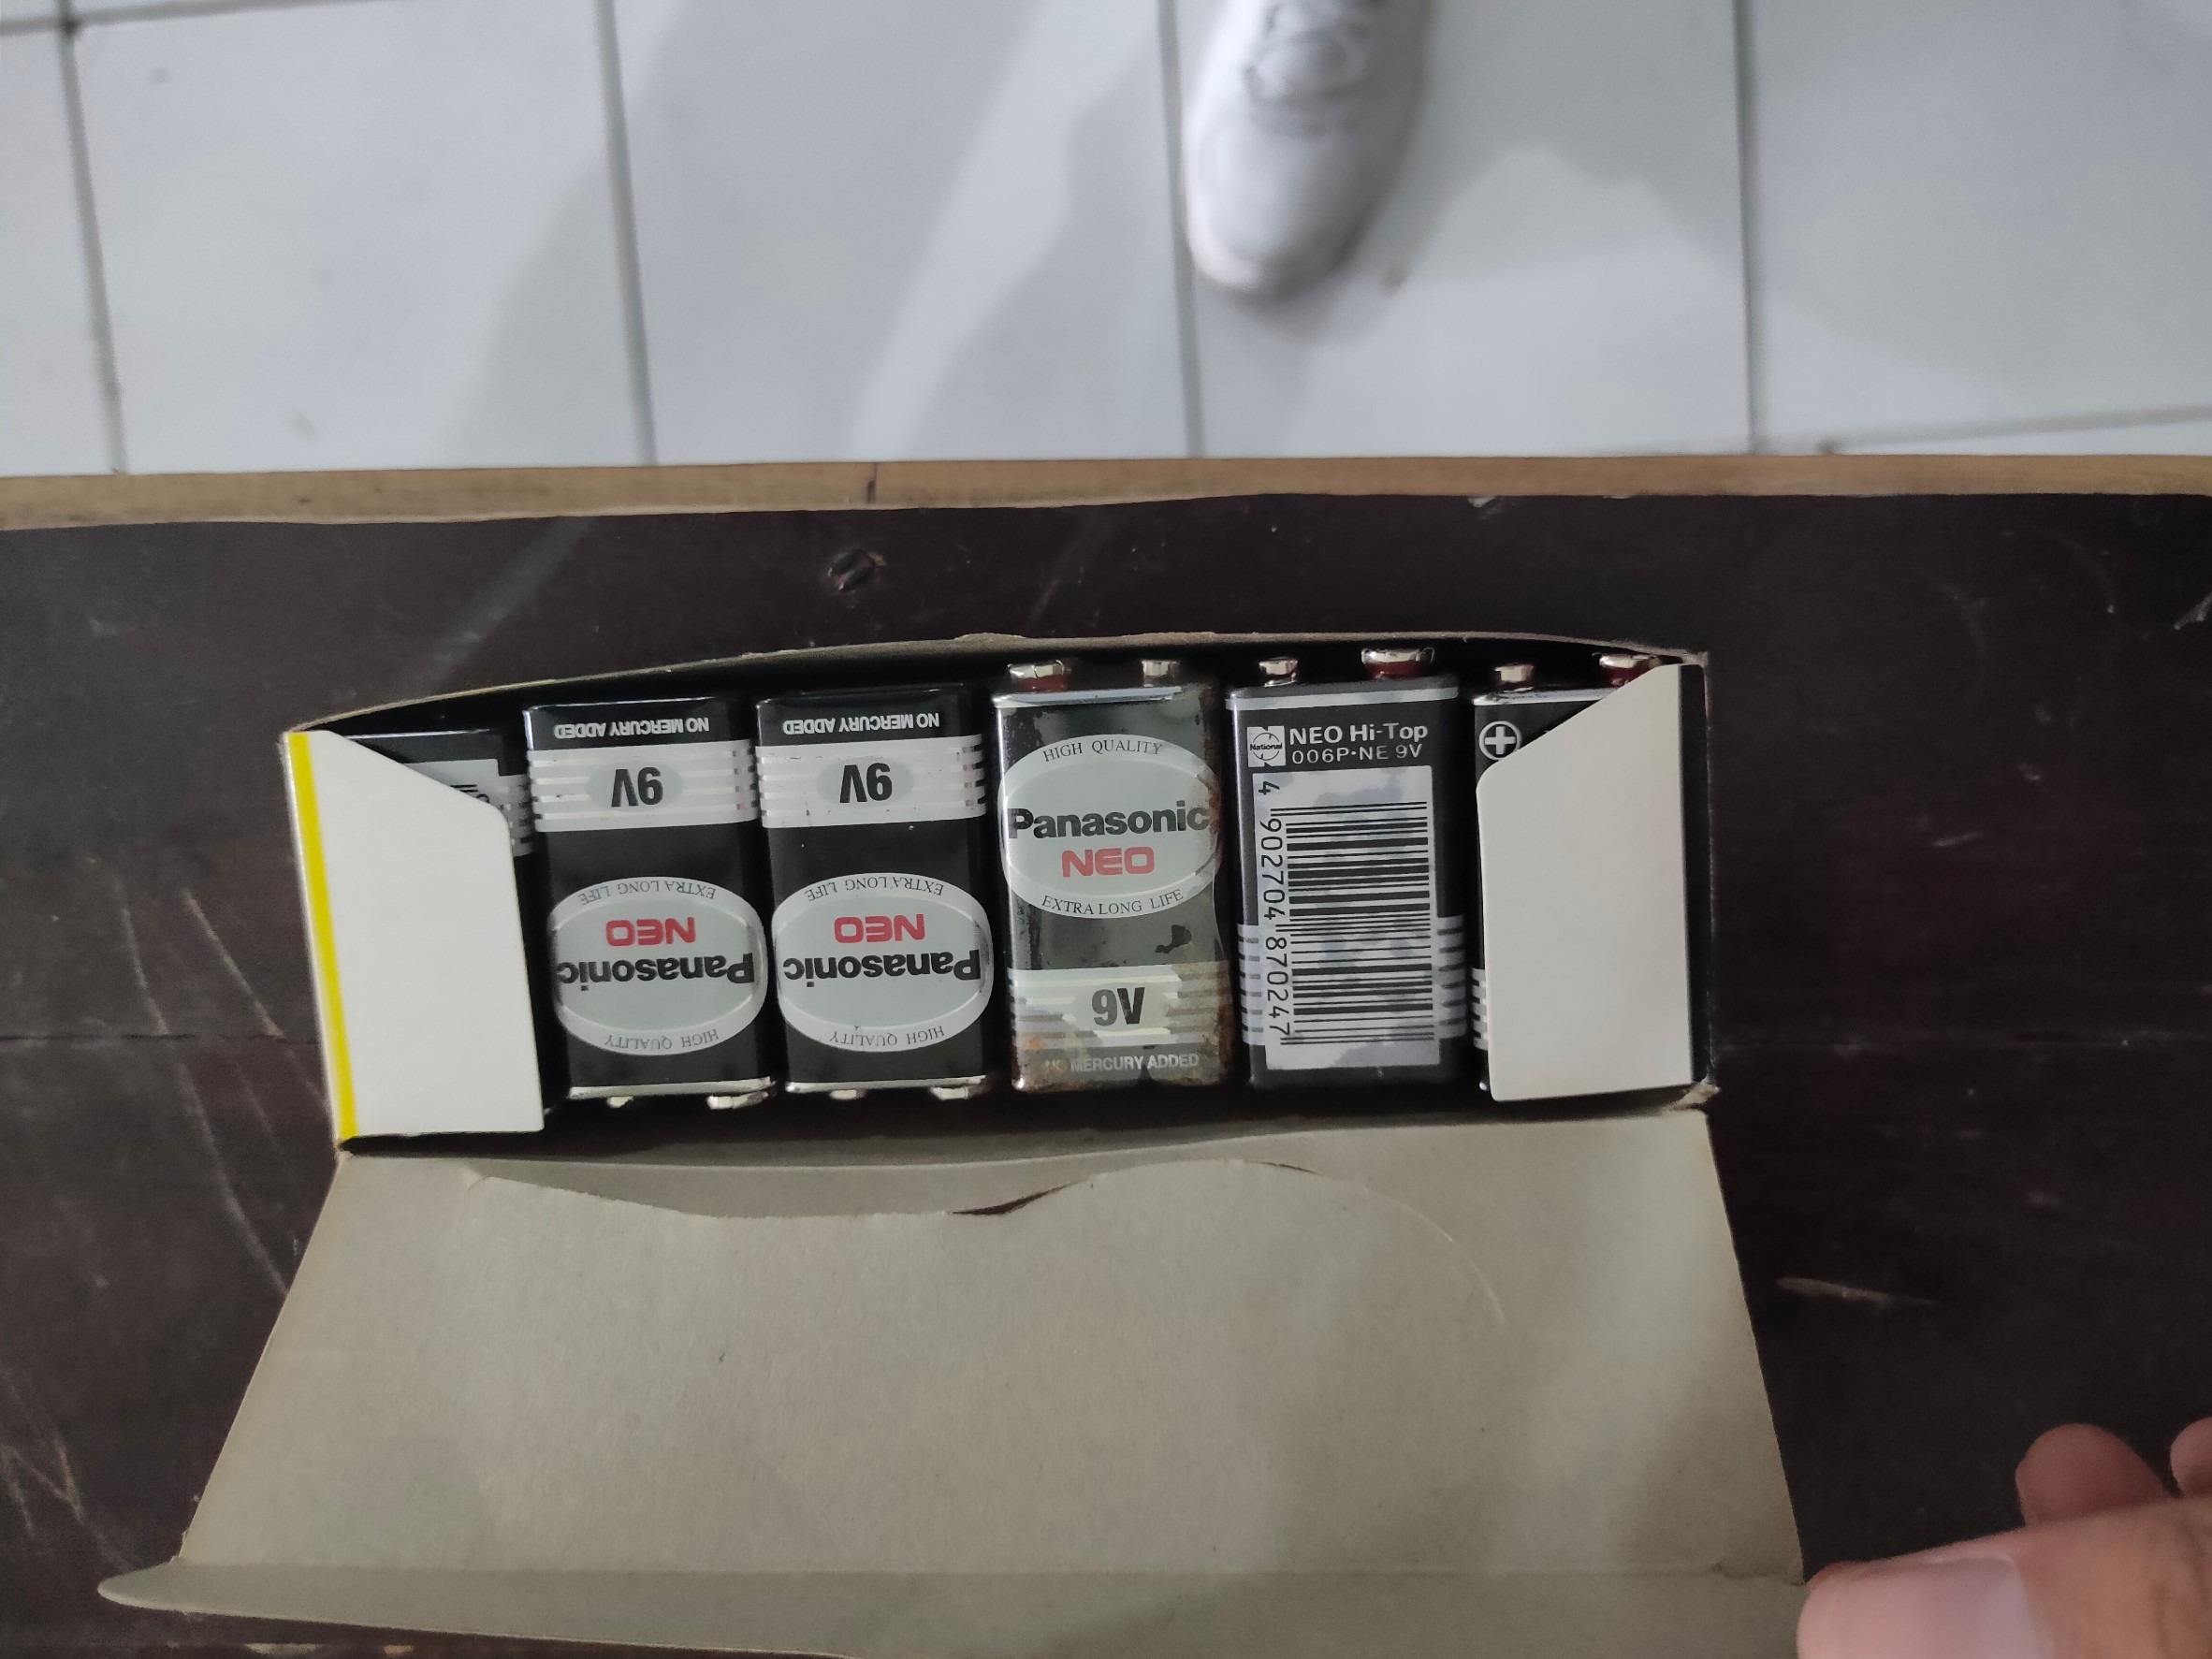 NO MERCURY ADDED
9V
EXTRA LONG LIFE
NEO
Panasonic
HIGH QUALITY
NO MERCURY ADDED
9V
EXTRA LONG LIFE
NEO
Panasonic
HIGH QUALITY
HIGH QUALITY
Panasonic
NEO
EXTRA LONG LIFE
9V
MERCURY ADDED
National
NEO Hi-Top
006P·NE 9V
4 902704 870247